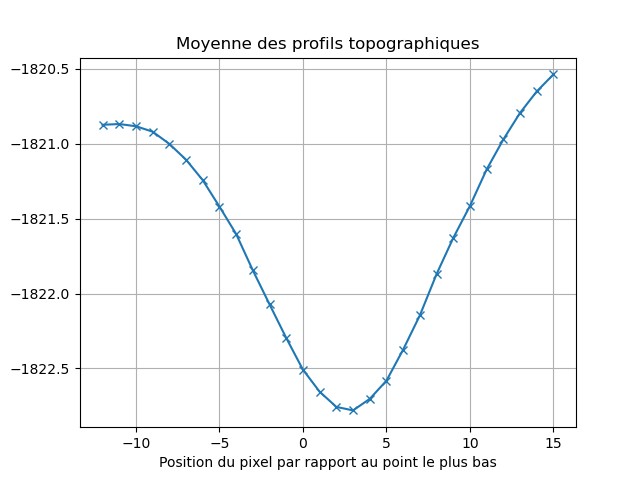 Moyenne des profils topographiques
−1820.5
−1821.0
−1821.5
−1822.0
−1822.5
−10 −5 0 5 10 15
Position du pixel par rapport au point le plus bas